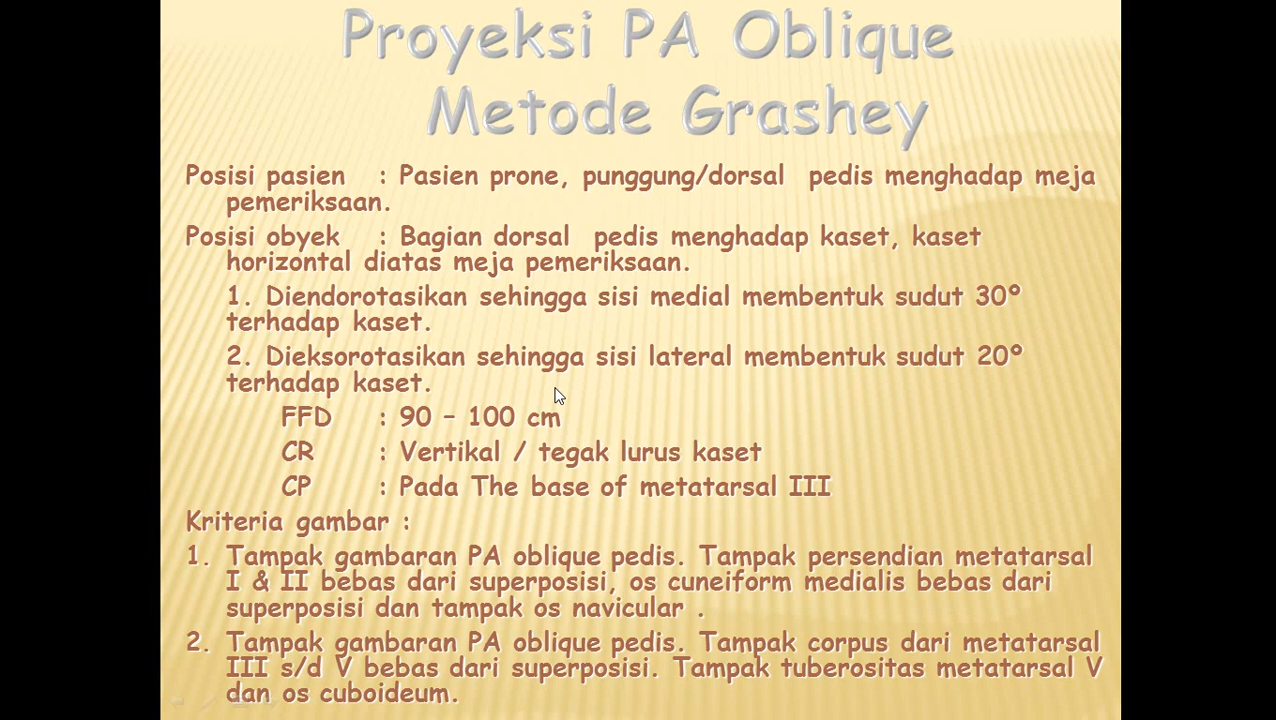 Proyeksi PA Oblique
Metode Grashey
Posisi pasien : Pasien prone, punggung/dorsal pedis menghadap meja
pemeriksaan.
Posisi obyek : Bagian dorsal pedis menghadap kaset, kaset
horizontal diatas meja pemeriksaan.
1. Diendorotasikan sehingga sisi medial membentuk sudut 30º
terhadap kaset.
2. Dieksorotasikan sehingga sisi lateral membentuk sudut 20º
terhadap kaset.
FFD : 90 – 100 cm
CR : Vertikal / tegak lurus kaset
CP : Pada The base of metatarsal III
Kriteria gambar :
1. Tampak gambaran PA oblique pedis. Tampak persendian metatarsal
I & II bebas dari superposisi, os cuneiform medialis bebas dari
superposisi dan tampak os navicular .
2. Tampak gambaran PA oblique pedis. Tampak corpus dari metatarsal
III s/d V bebas dari superposisi. Tampak tuberositas metatarsal V
dan os cuboideum.